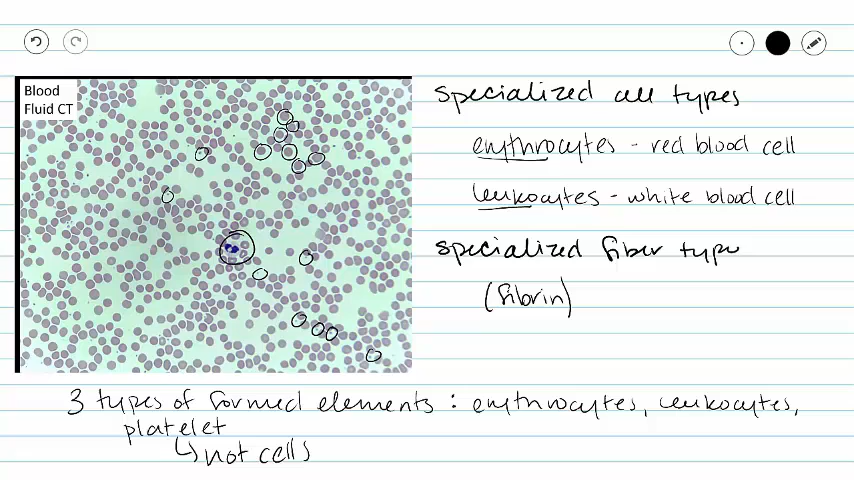 Blood
Fluid CT
Specialized cell types
erythrocytes - red blood cell
leukocytes - white blood cell
specialized fiber type
(fibrin)
3 types of formed elements : erythrocytes, leukocytes,
platelet
↳ not cells